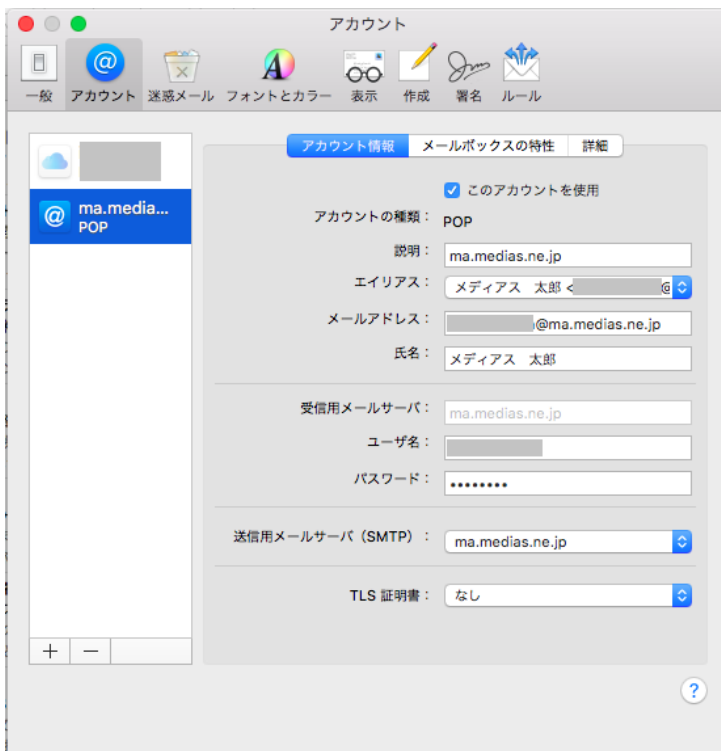 アカウント
一般 アカウント 迷惑メール フォントとカラー 表示 作成 署名 ルール
アカウント情報 メールボックスの特性 詳細
ma.media...
POP
このアカウントを使用
アカウントの種類： POP
説明： ma.medias.ne.jp
エイリアス： メディアス 太郎 < @
メールアドレス： @ma.medias.ne.jp
氏名： メディアス 太郎
受信用メールサーバ： ma.medias.ne.jp
ユーザ名：
パスワード： ••••••••
送信用メールサーバ（SMTP）： ma.medias.ne.jp
TLS 証明書： なし
+ −
?